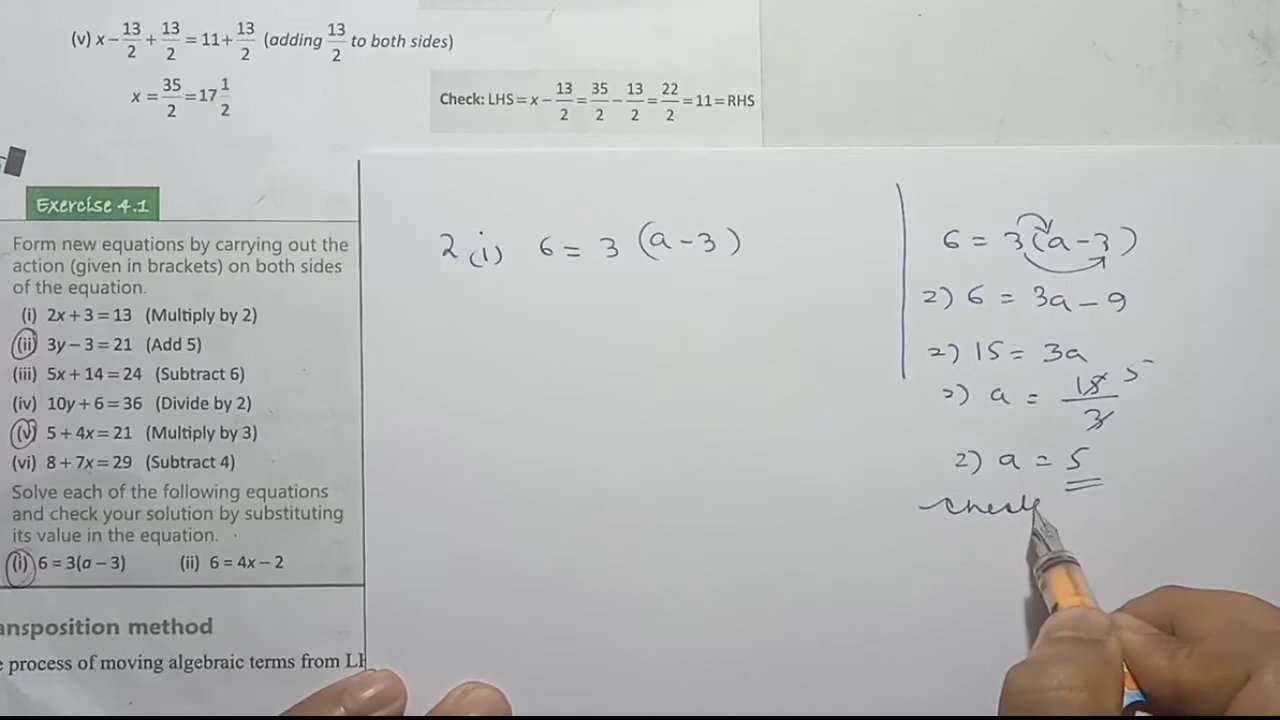 (v) x − 13/2 + 13/2 = 11 + 13/2 (adding 13/2 to both sides)
x = 35/2 = 17 1/2
Check: LHS = x − 13/2 = 35/2 − 13/2 = 22/2 = 11 = RHS
Exercise 4.1
Form new equations by carrying out the
action (given in brackets) on both sides
of the equation.
(i) 2x + 3 = 13 (Multiply by 2)
(ii) 3y − 3 = 21 (Add 5)
(iii) 5x + 14 = 24 (Subtract 6)
(iv) 10y + 6 = 36 (Divide by 2)
(v) 5 + 4x = 21 (Multiply by 3)
(vi) 8 + 7x = 29 (Subtract 4)
Solve each of the following equations
and check your solution by substituting
its value in the equation.
(i) 6 = 3(a − 3) (ii) 6 = 4x − 2
ansposition method
process of moving algebraic terms from
2 (i) 6 = 3 (a − 3)
6 = 3(a − 3)
2) 6 = 3a − 9
2) 15 = 3a
2) a = 15/3 5
2) a = 5
Check